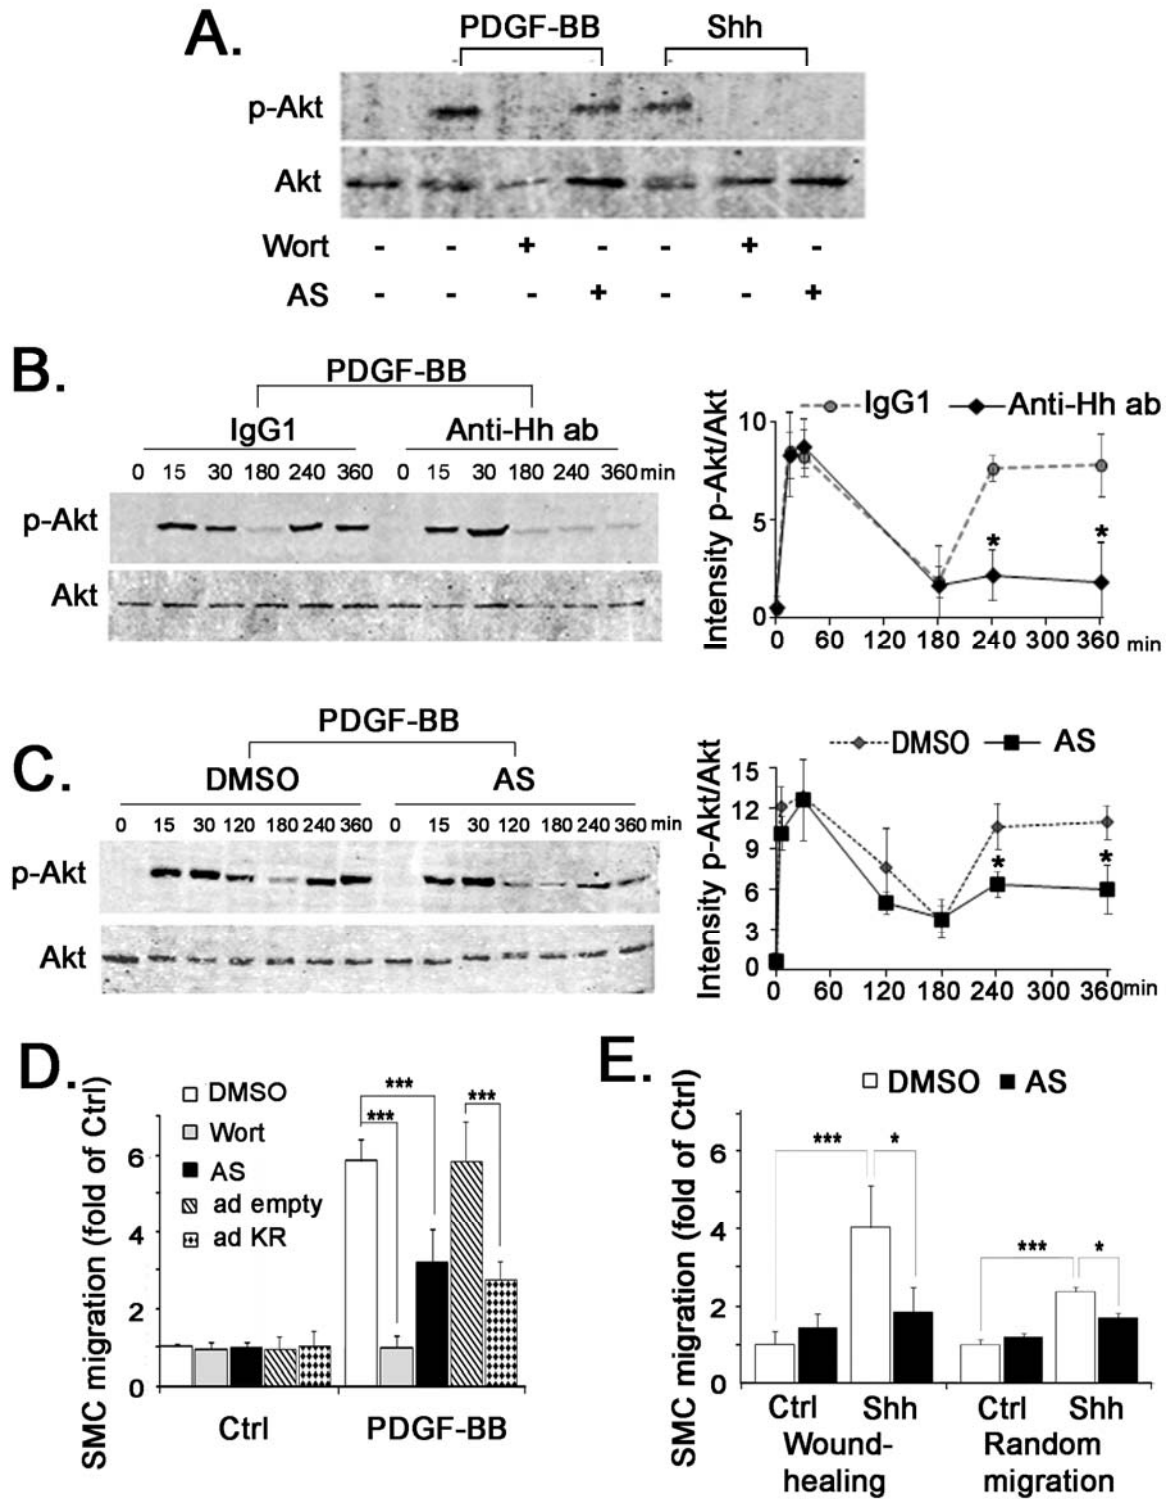 A.
PDGF-BB Shh
p-Akt
Akt
Wort - - + - - + -
AS - - - + - - +
B.
PDGF-BB
IgG1 Anti-Hh ab
0 15 30 180 240 360 0 15 30 180 240 360 min
p-Akt
Akt
IgG1 Anti-Hh ab
Intensity p-Akt/Akt
10
5
0
* *
0 60 120 180 240 300 360 min
C.
PDGF-BB
DMSO AS
0 15 30 120 180 240 360 0 15 30 120 180 240 360 min
p-Akt
Akt
DMSO AS
Intensity p-Akt/Akt
15
12
9
6
3
0
* *
0 60 120 180 240 300 360 min
D.
SMC migration (fold of Ctrl)
DMSO
Wort
AS
ad empty
ad KR
*** *** ***
6
4
2
0
Ctrl PDGF-BB
E.
DMSO AS
SMC migration (fold of Ctrl)
6
4
2
0
*** *
*** *
Ctrl Shh Ctrl Shh
Wound- Random
healing migration